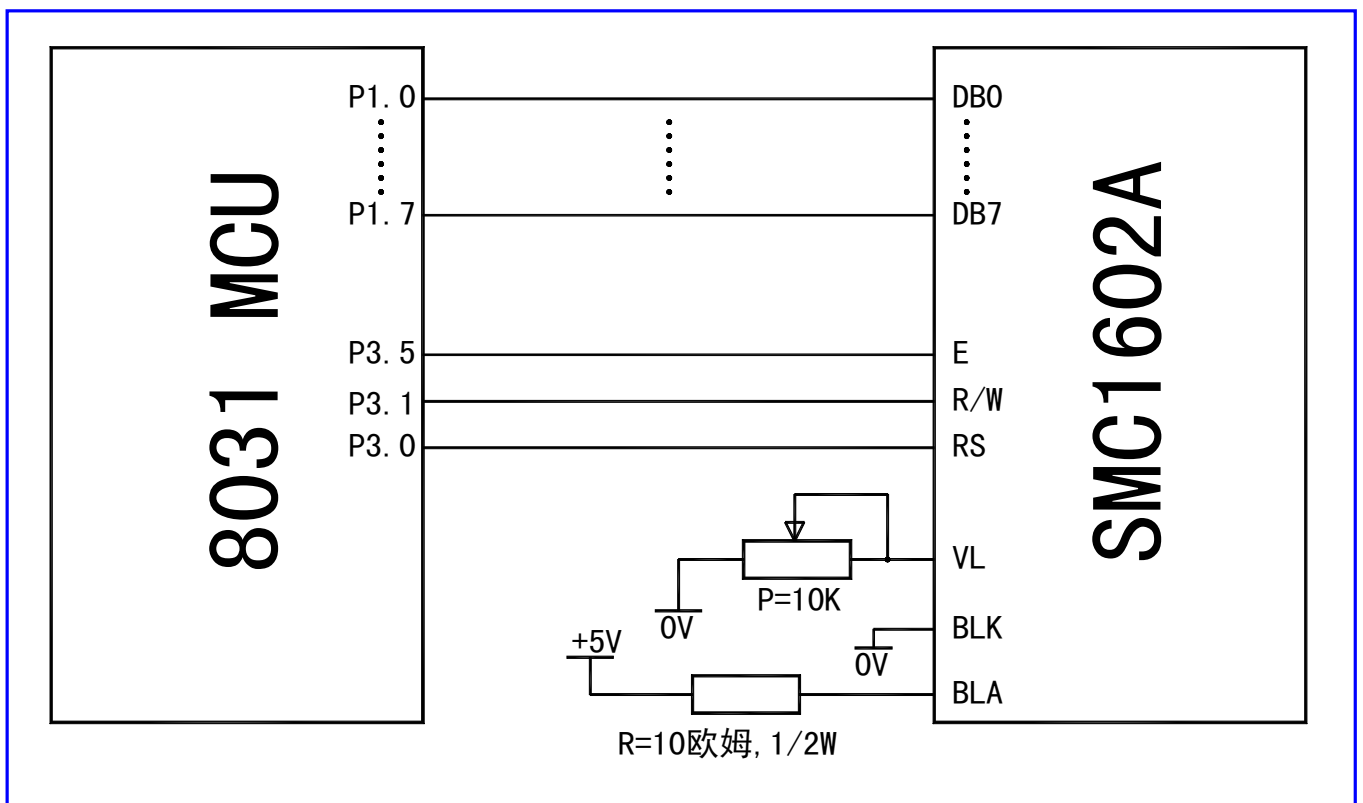 8031 MCU
P1.0
P1.7
P3.5
P3.1
P3.0
DB0
DB7
E
R/W
RS
VL
BLK
BLA
SMC1602A
P=10K
0V
0V
+5V
R=10欧姆,1/2W